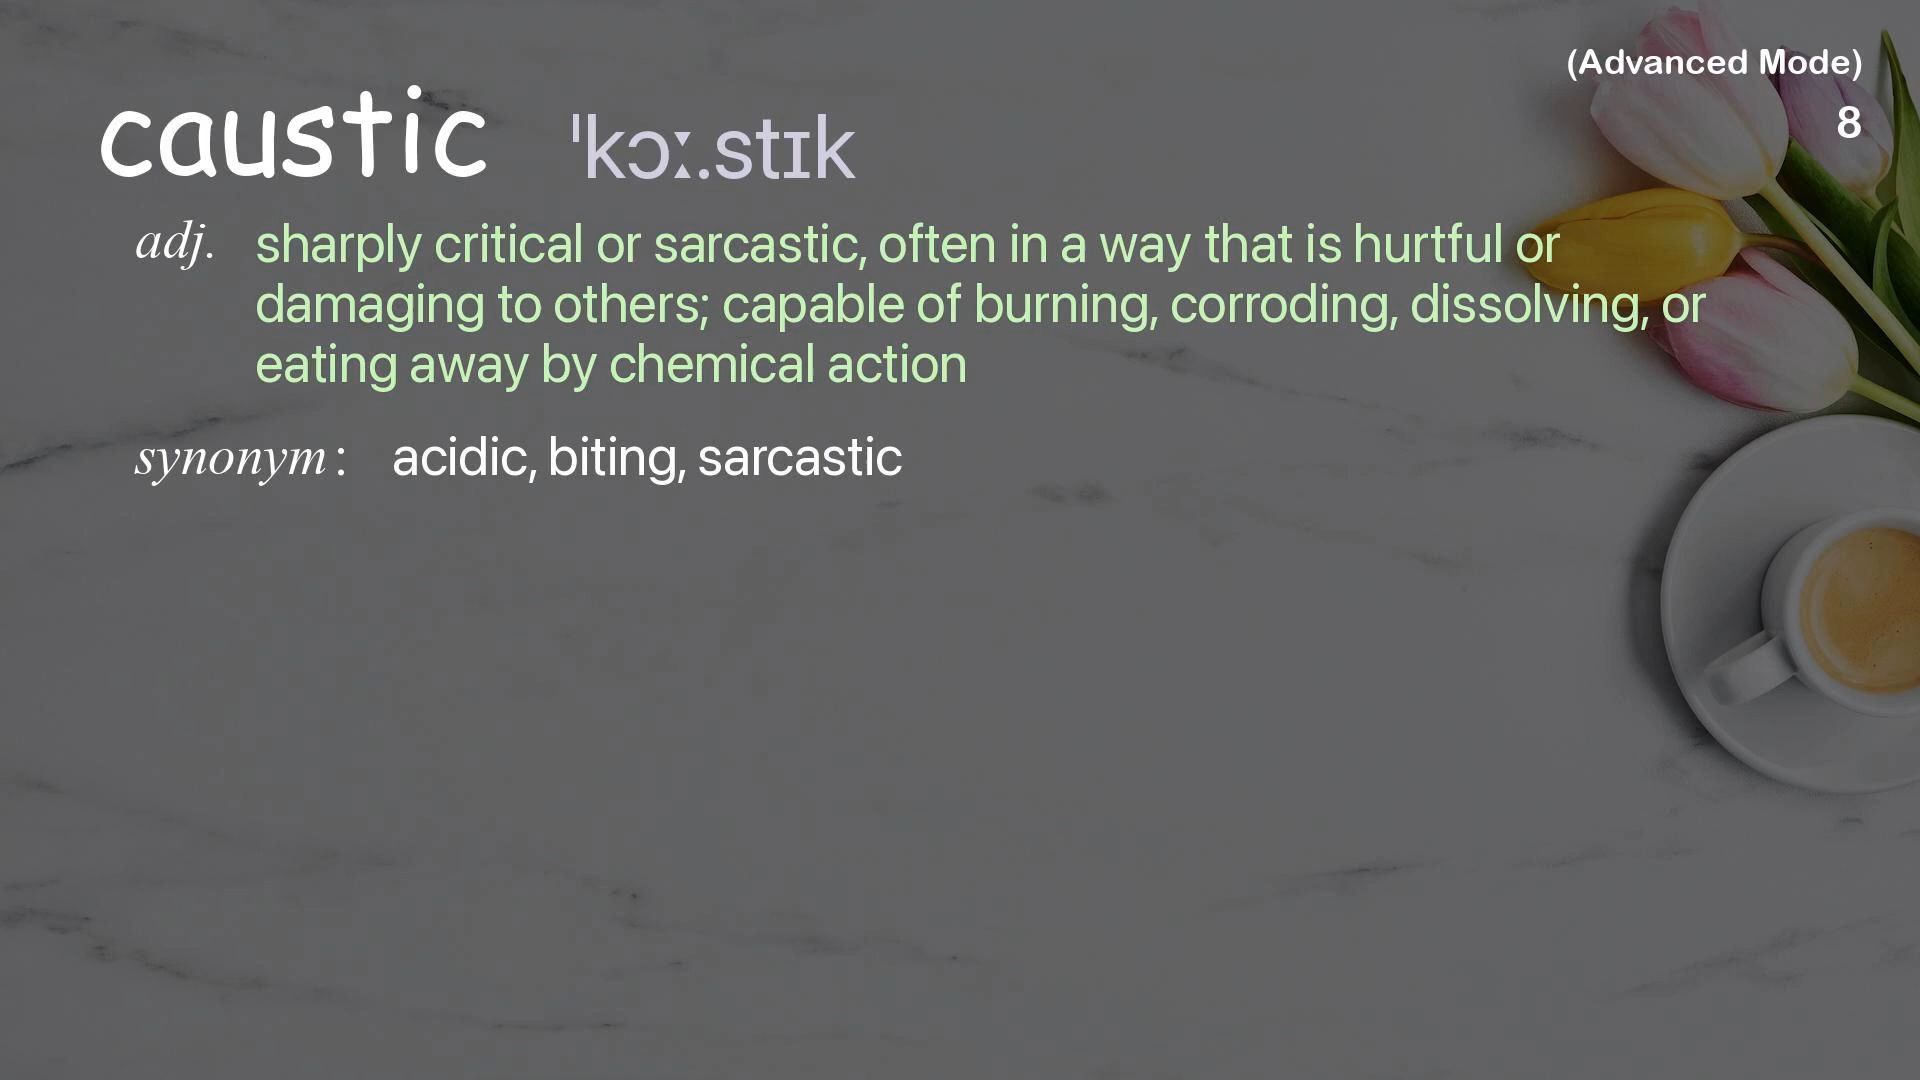 (Advanced Mode)
8
caustic ˈkɔː.stɪk
adj. sharply critical or sarcastic, often in a way that is hurtful or
damaging to others; capable of burning, corroding, dissolving, or
eating away by chemical action
synonym : acidic, biting, sarcastic